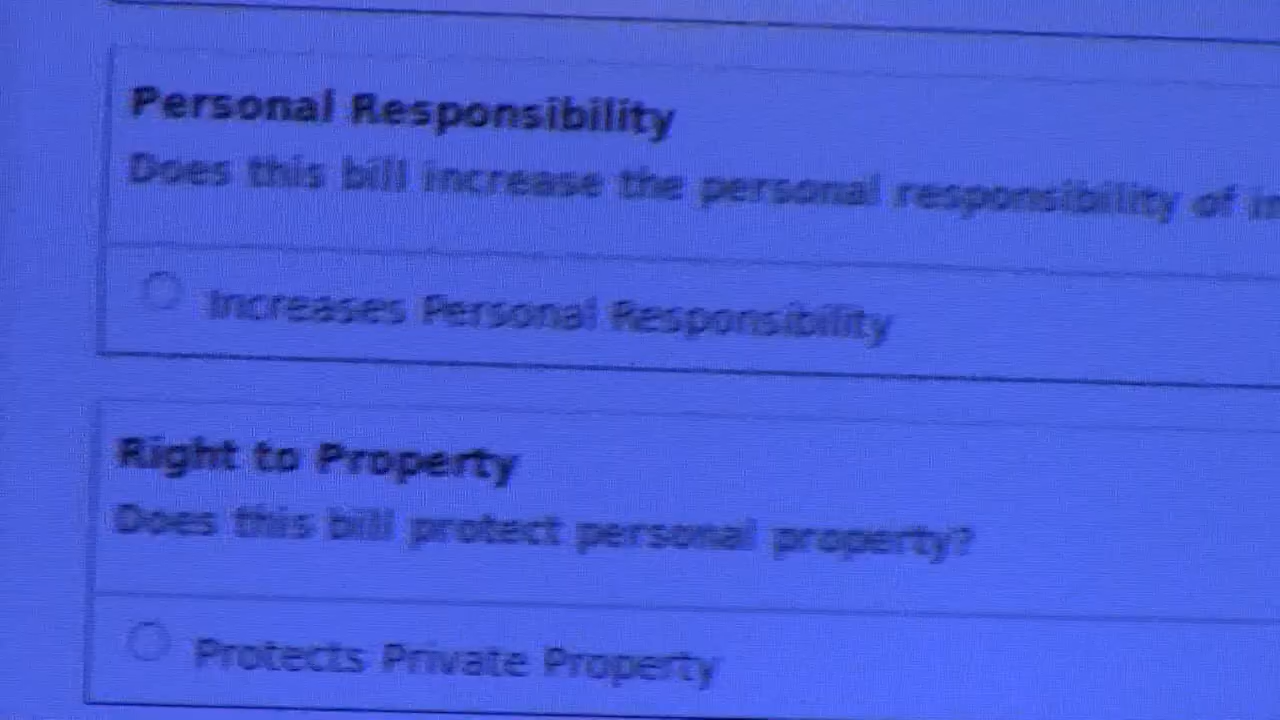 Personal Responsibility
Does this bill increase the personal responsibility of
Increases Personal Responsibility
Right to Property
Does this bill protect personal property?
Protects Private Property